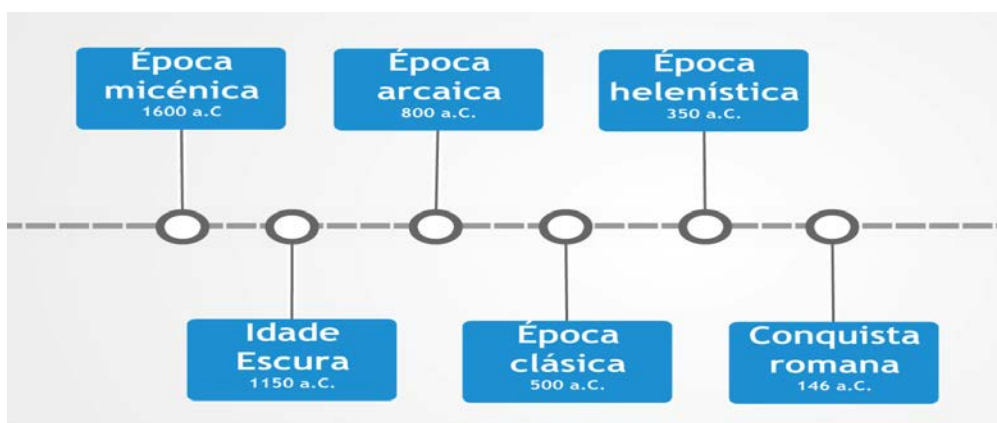 Época
micénica
1600 a.C
Época
arcaica
800 a.C.
Época
helenística
350 a.C.
Idade
Escura
1150 a.C.
Época
clásica
500 a.C.
Conquista
romana
146 a.C.